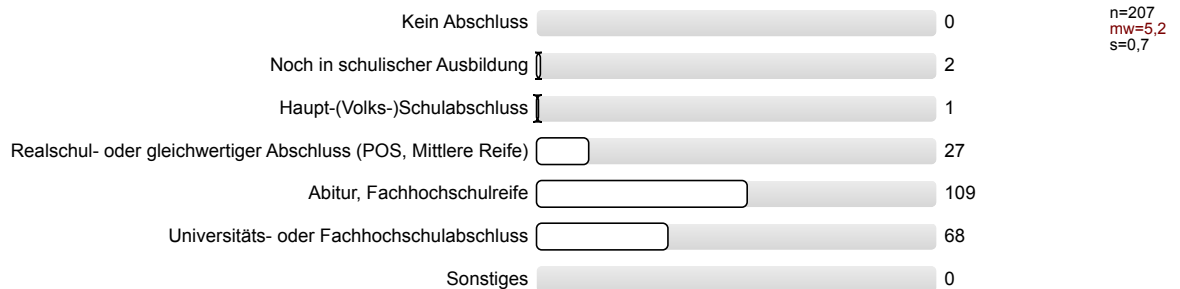 Kein Abschluss 0
Noch in schulischer Ausbildung 2
Haupt-(Volks-)Schulabschluss 1
Realschul- oder gleichwertiger Abschluss (POS, Mittlere Reife) 27
Abitur, Fachhochschulreife 109
Universitäts- oder Fachhochschulabschluss 68
Sonstiges 0
n=207
mw=5,2
s=0,7